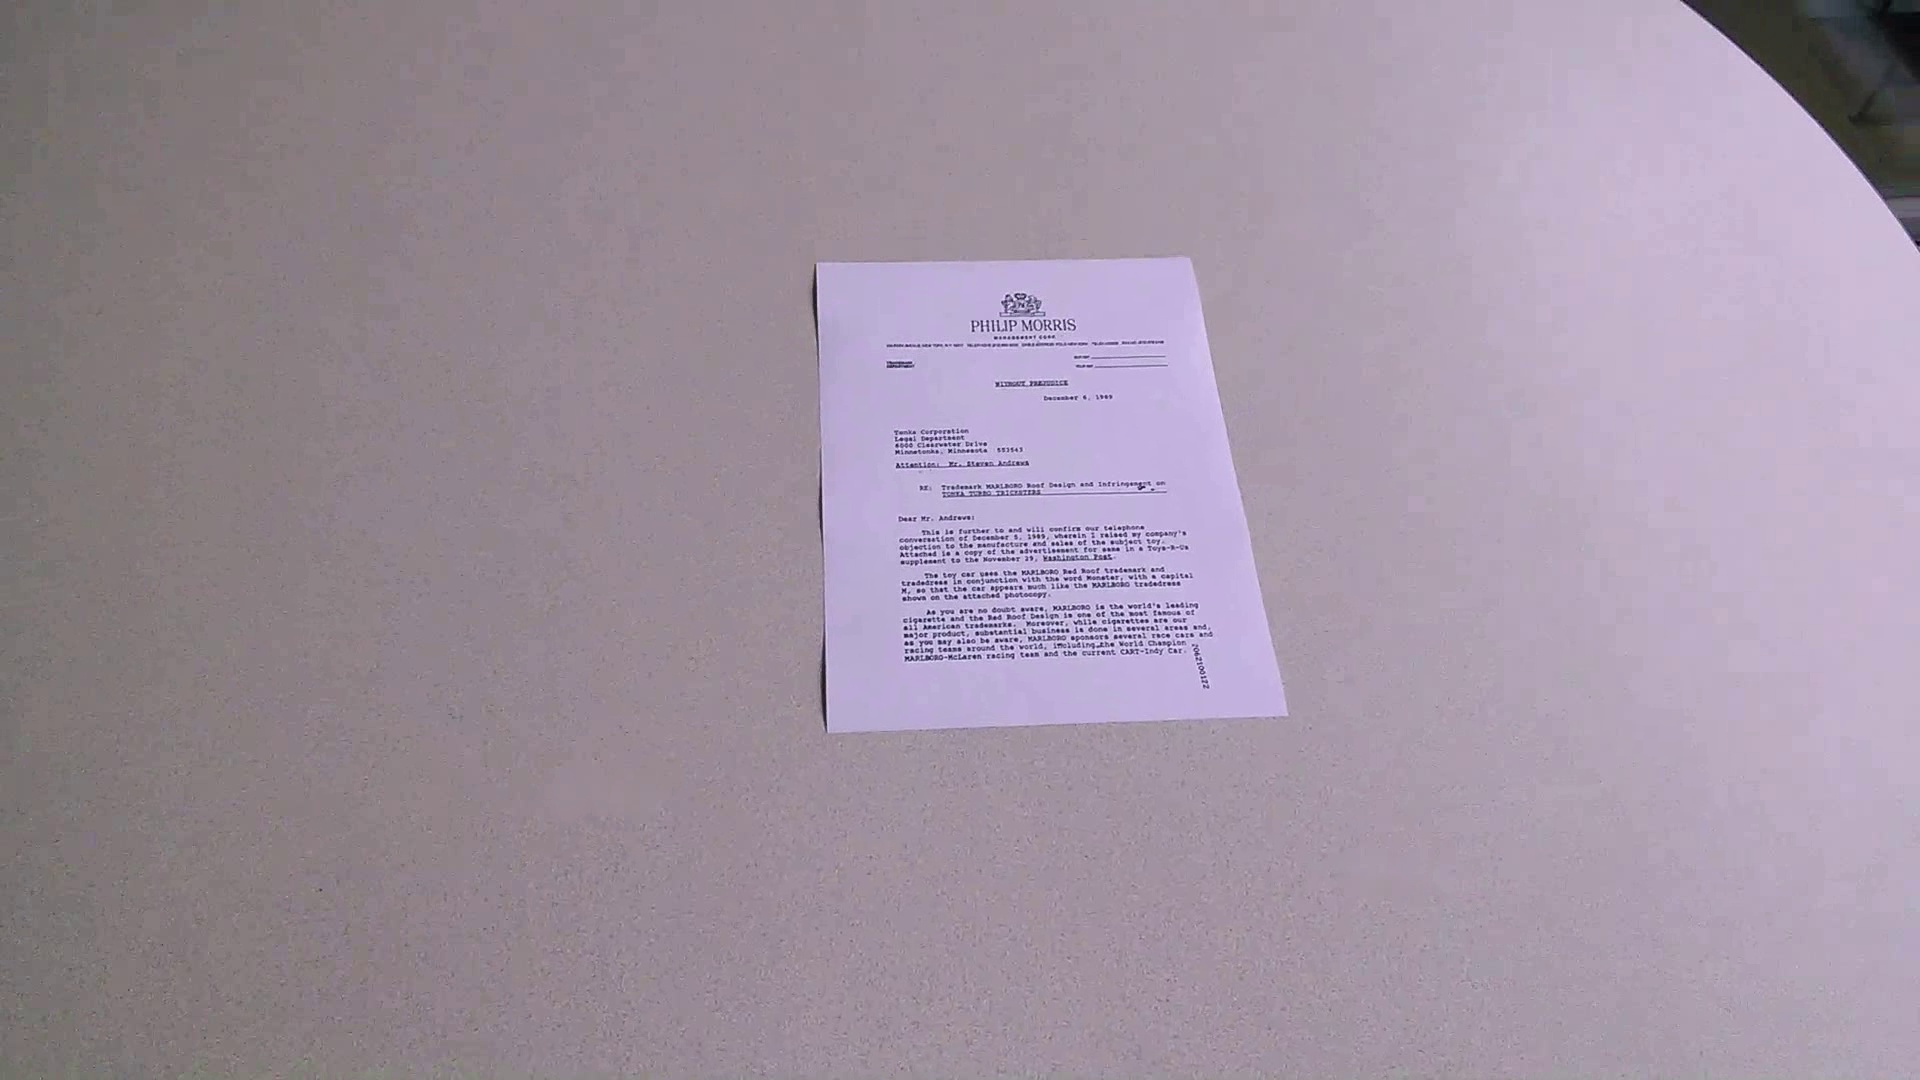 PHILIP MORRIS
MANAGEMENT CORP.
TRADEMARK
DEPARTMENT
WITHOUT PREJUDICE
December 6, 1989
Tonka Corporation
Legal Department
6000 Clearwater Drive
Minnetonka, Minnesota 553543
Attention: Mr. Steven Andrews
RE: Trademark MARLBORO Roof Design and Infringement on
TONKA TURBO TRICKSTERS
Dear Mr. Andrews:
This is further to and will confirm our telephone
conversation of December 5, 1989, wherein I raised my company's
objection to the manufacture and sales of the subject toy.
Attached is a copy of the advertisement for same in a Toys-R-Us
supplement to the November 29, Washington Post.
The toy car uses the MARLBORO Red Roof trademark and
tradedress in conjunction with the word Monster, with a capital
M, so that the car appears much like the MARLBORO tradedress
shown on the attached photocopy.
As you are no doubt aware, MARLBORO is the world's leading
cigarette and the Red Roof Design is one of the most famous of
all American trademarks. Moreover, while cigarettes are our
major product, substantial business is done in several areas and,
as you may also be aware, MARLBORO sponsors several race cars and
racing teams around the world, including the World Champion
MARLBORO-McLaren racing team and the current CART-Indy Car.